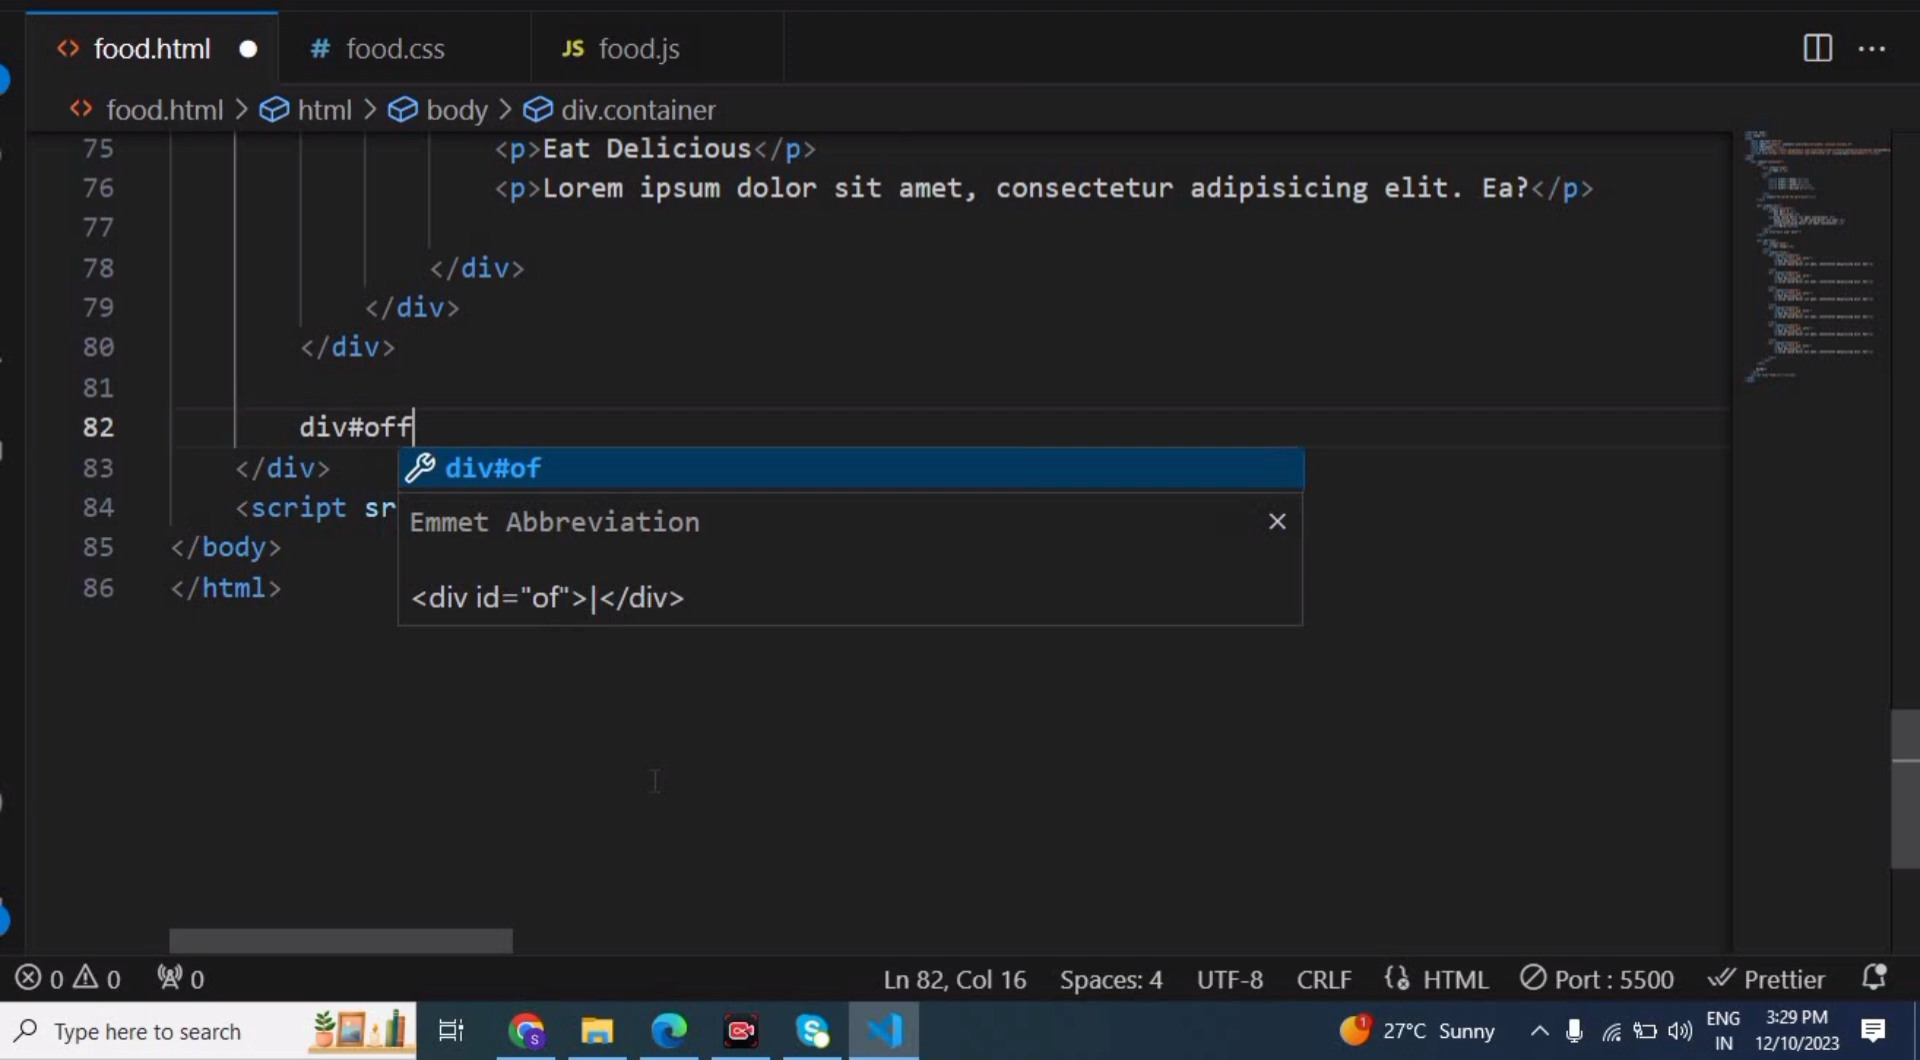 food.html food.css JS food.js
food.html > html > body > div.container
75 <p>Eat Delicious</p>
76 <p>Lorem ipsum dolor sit amet, consectetur adipisicing elit. Ea?</p>
77
78 </div>
79 </div>
80 </div>
81
82 div#off
83 </div> div#of
84 <script sr
Emmet Abbreviation
85 </body>
86 </html>
<div id="of">|</div>
0 0 0 Ln 82, Col 16 Spaces: 4 UTF-8 CRLF HTML Port : 5500 Prettier
Type here to search 27°C Sunny ENG IN 3:29 PM 12/10/2023